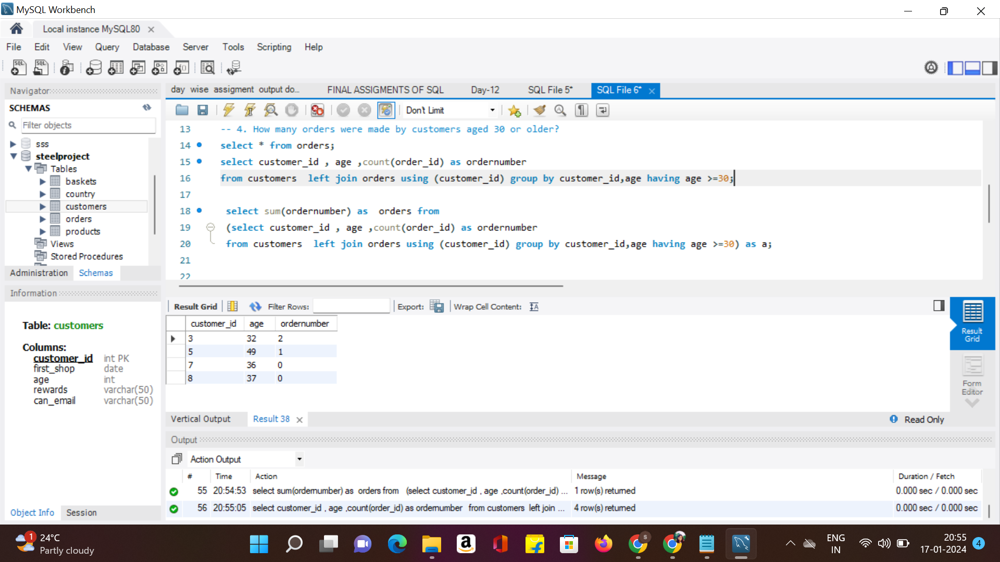 MySQL Workbench
Local instance MySQL80
File Edit View Query Database Server Tools Scripting Help
Navigator
SCHEMAS
Filter objects
sss
steelproject
Tables
baskets
country
customers
orders
products
Views
Stored Procedures
Administration Schemas
Information
Table: customers
Columns:
customer_id int PK
first_shop date
age int
rewards varchar(50)
can_email varchar(50)
Object Info Session
day wise assigment output do... FINAL ASSIGMENTS OF SQL Day-12 SQL File 5* SQL File 6*
Don't Limit
13 -- 4. How many orders were made by customers aged 30 or older?
14 select * from orders;
15 select customer_id , age ,count(order_id) as ordernumber
16 from customers left join orders using (customer_id) group by customer_id,age having age >=30;
17
18 select sum(ordernumber) as orders from
19 (select customer_id , age ,count(order_id) as ordernumber
20 from customers left join orders using (customer_id) group by customer_id,age having age >=30) as a;
21
22
Result Grid Filter Rows: Export: Wrap Cell Content:
customer_id age ordernumber
3 32 2
5 49 1
7 36 0
8 37 0
Result Grid
Form Editor
Vertical Output Result 38 Read Only
Output
Action Output
# Time Action Message Duration / Fetch
55 20:54:53 select sum(ordernumber) as orders from (select customer_id , age ,count(order_id) ... 1 row(s) returned 0.000 sec / 0.000 sec
56 20:55:05 select customer_id , age ,count(order_id) as ordernumber from customers left join ... 4 row(s) returned 0.000 sec / 0.000 sec
1 24°C
Partly cloudy
ENG
IN
20:55
17-01-2024
4